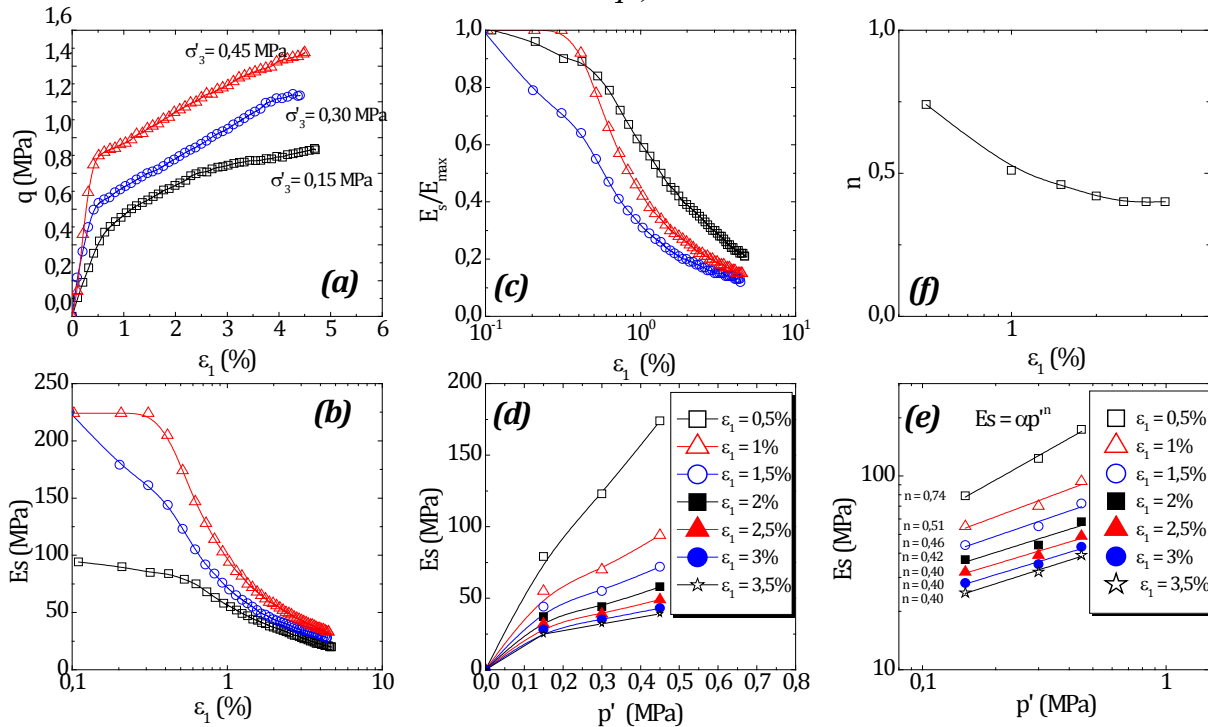 1,6
1,4
1,2
1,0
0,8
0,6
0,4
0,2
0,0
q (MPa)
σ'₃= 0,45 MPa
σ'₃= 0,30 MPa
σ'₃= 0,15 MPa
(a)
0 1 2 3 4 5 6
ε₁ (%)
1,0
0,8
0,6
0,4
0,2
0,0
Eₛ/Eₘₐₓ
(c)
10⁻¹ 10⁰ 10¹
ε₁ (%)
1,0
0,5
0,0
n
(f)
1
ε₁ (%)
250
200
150
100
50
0
Es (MPa)
(b)
0,1 1 10
ε₁ (%)
200
150
100
50
0
Es (MPa)
(d)
ε₁ = 0,5%
ε₁ = 1%
ε₁ = 1,5%
ε₁ = 2%
ε₁ = 2,5%
ε₁ = 3%
ε₁ = 3,5%
0,0 0,1 0,2 0,3 0,4 0,5 0,6 0,7 0,8
p' (MPa)
100
10
Es (MPa)
(e)
Es = αp'ⁿ
n = 0,74
n = 0,51
n = 0,46
n = 0,42
n = 0,40
n = 0,40
n = 0,40
ε₁ = 0,5%
ε₁ = 1%
ε₁ = 1,5%
ε₁ = 2%
ε₁ = 2,5%
ε₁ = 3%
ε₁ = 3,5%
0,1 1
p' (MPa)